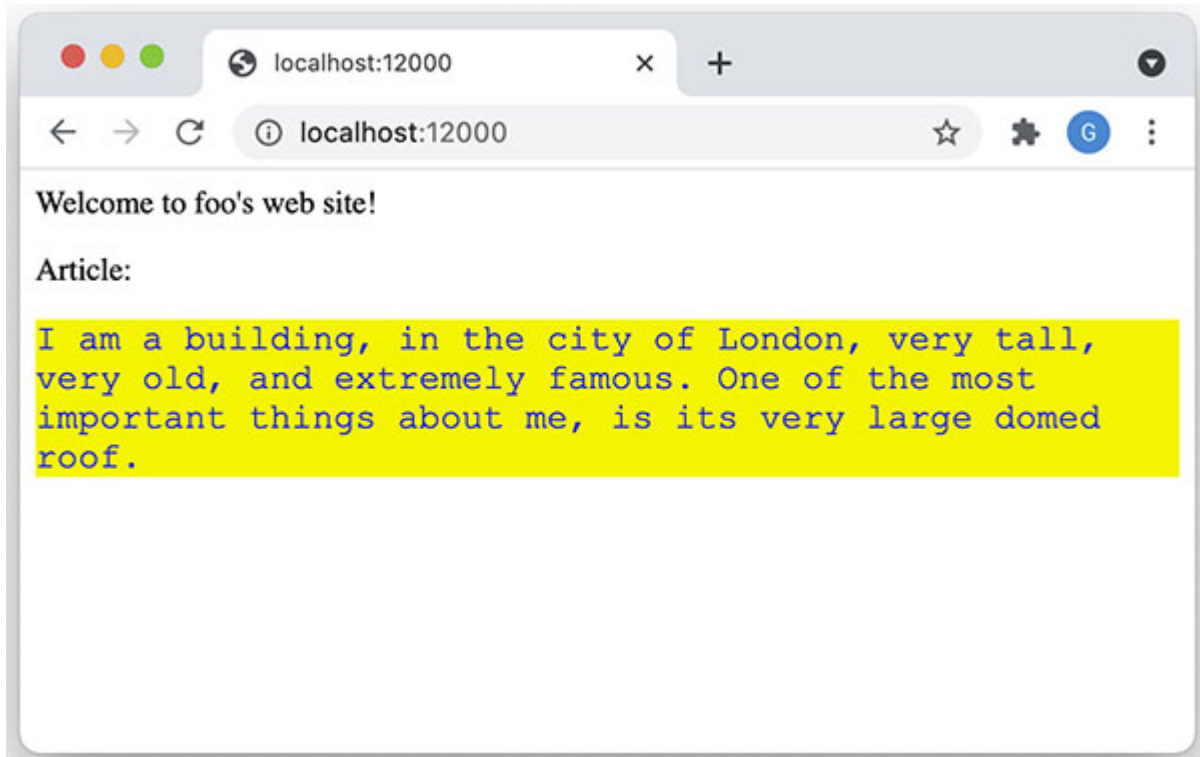 localhost:12000
localhost:12000
G
Welcome to foo's web site!
Article:
I am a building, in the city of London, very tall,
very old, and extremely famous. One of the most
important things about me, is its very large domed
roof.